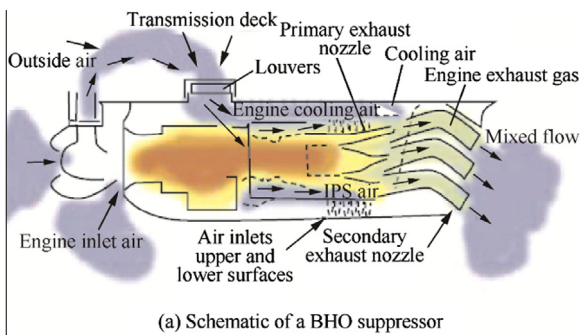 Transmission deck
Primary exhaust
nozzle
Cooling air
Outside air
Louvers
Engine exhaust gas
Engine cooling air
Mixed flow
IPS air
Engine inlet air
Air inlets
upper and
lower surfaces
Secondary
exhaust nozzle
(a) Schematic of a BHO suppressor